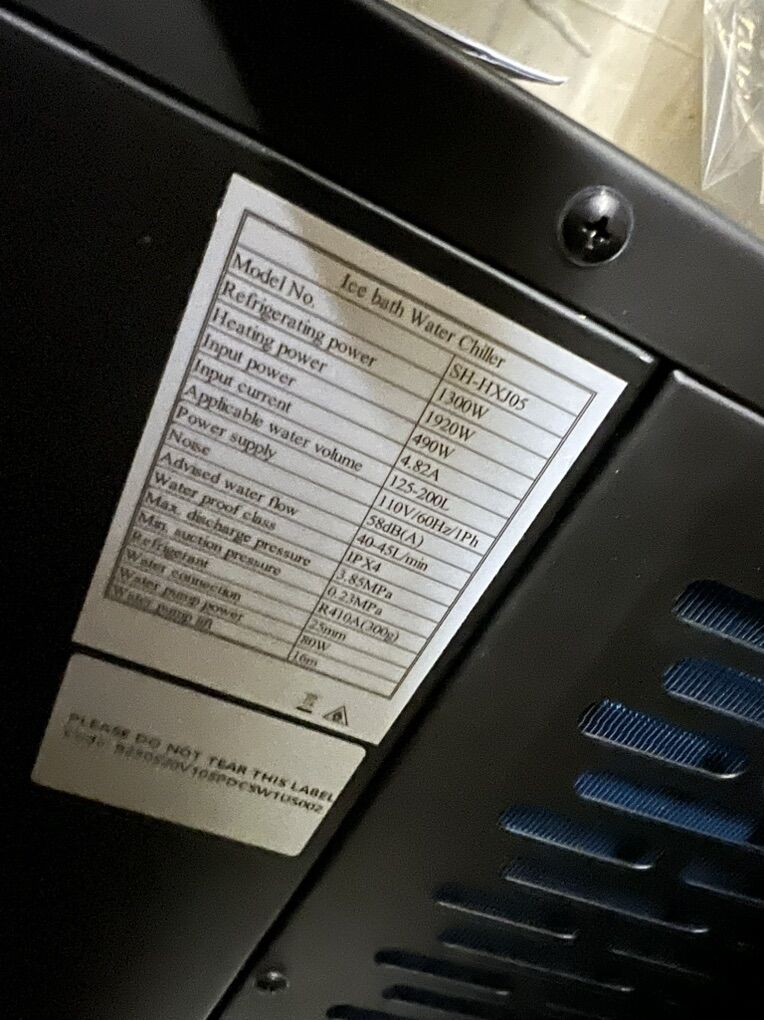 Ice bath Water Chiller
Model No. SH-HXJ05
Refrigerating power 1300W
Heating power 1920W
Input power 490W
Input current 4.82A
Applicable water volume 125-200L
Power supply 110V/60Hz/1Ph
Noise 58dB(A)
Advised water flow 40-45L/min
Water proof class IPX4
Max. discharge pressure 3.85MPa
Min. suction pressure 0.23MPa
Refrigerant R410A(300g)
Water connection 25mm
Water pump power 80W
Water pump lift 16m
PLEASE DO NOT TEAR THIS LABEL
Code: